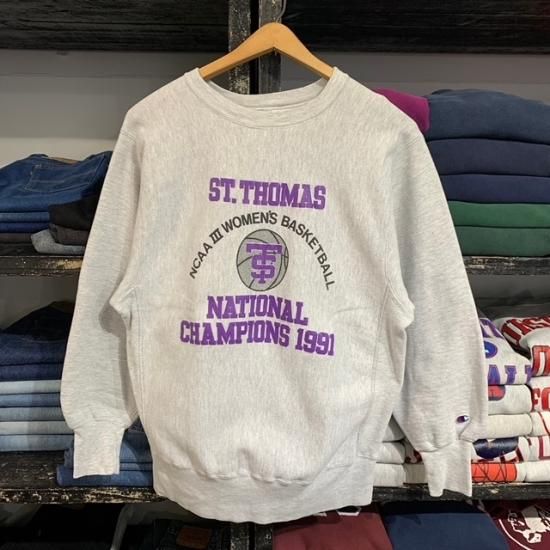 ST. THOMAS
NCAA III WOMEN'S BASKETBALL
NATIONAL
CHAMPIONS 1991